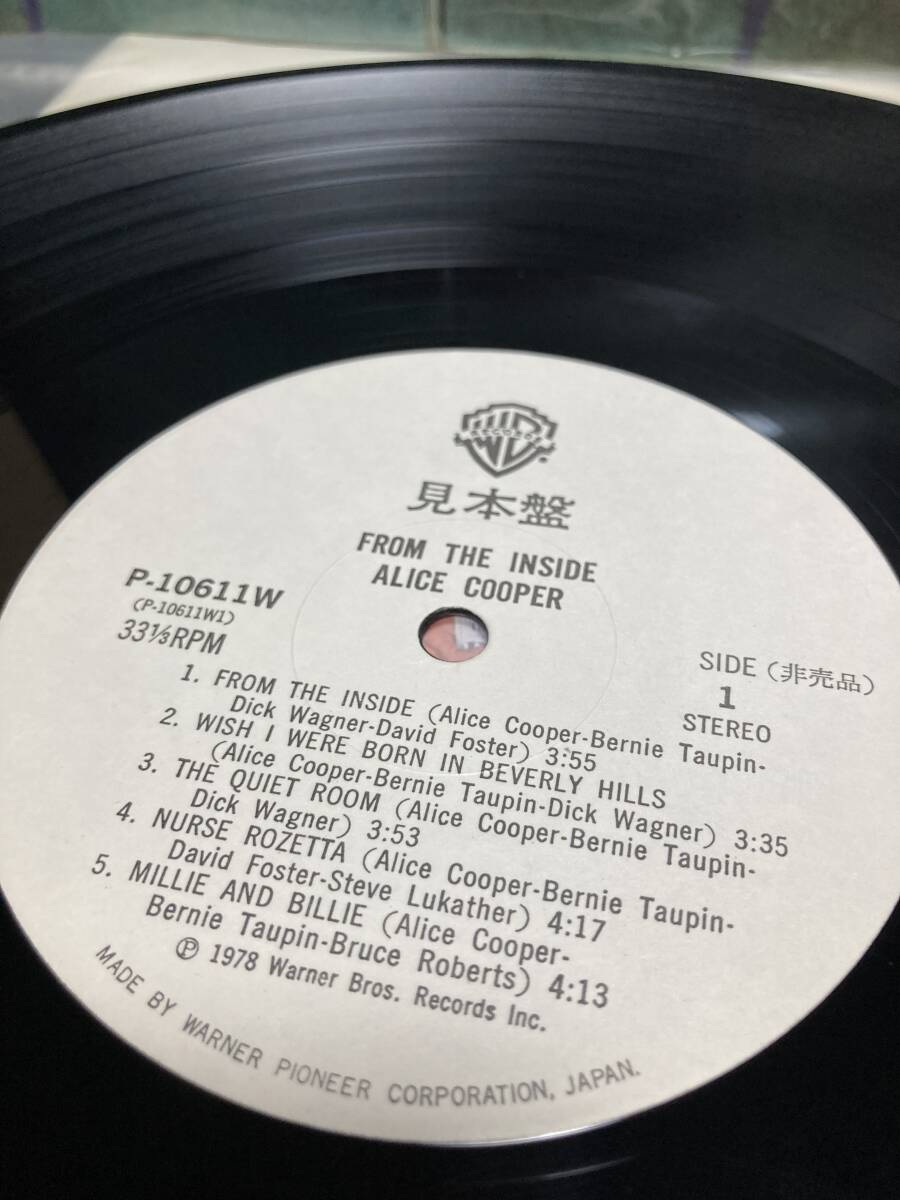 RECORDS
見本盤
FROM THE INSIDE
ALICE COOPER
P-10611W
(P-10611W1)
33⅓RPM
SIDE (非売品)
1
STEREO
1. FROM THE INSIDE (Alice Cooper-Bernie Taupin-
Dick Wagner-David Foster) 3:55
2. WISH I WERE BORN IN BEVERLY HILLS
(Alice Cooper-Bernie Taupin-Dick Wagner) 3:35
3. THE QUIET ROOM (Alice Cooper-Bernie Taupin-
Dick Wagner) 3:53
4. NURSE ROZETTA (Alice Cooper-Bernie Taupin-
David Foster-Steve Lukather) 4:17
5. MILLIE AND BILLIE (Alice Cooper-
Bernie Taupin-Bruce Roberts) 4:13
Ⓟ 1978 Warner Bros. Records Inc.
MADE BY WARNER PIONEER CORPORATION, JAPAN.